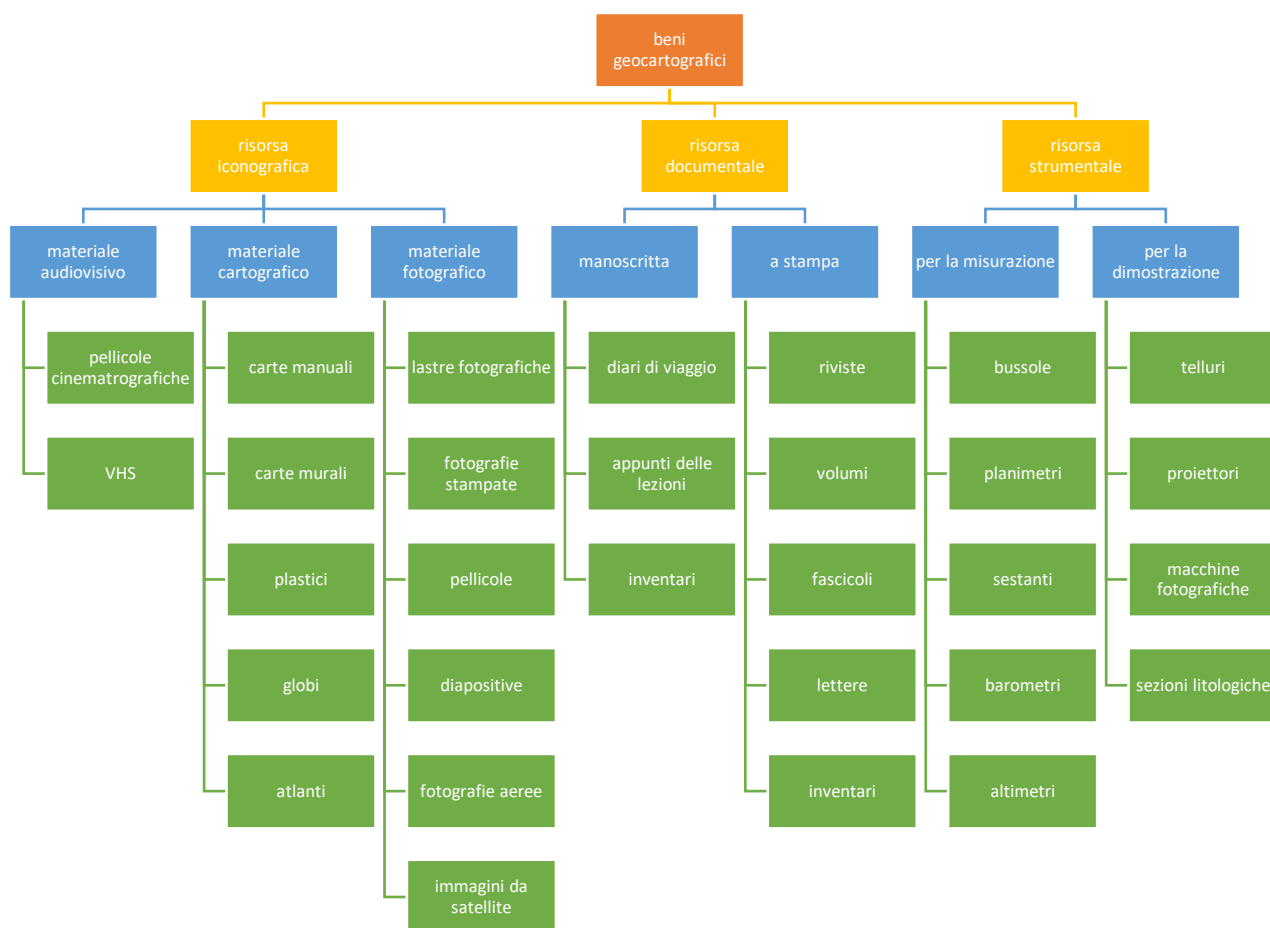 beni
geocartografici
risorsa
iconografica
risorsa
documentale
risorsa
strumentale
materiale
audiovisivo
materiale
cartografico
materiale
fotografico
manoscritta
a stampa
per la misurazione
per la
dimostrazione
pellicole
cinematrografiche
carte manuali
lastre fotografiche
diari di viaggio
riviste
bussole
telluri
VHS
carte murali
fotografie
stampate
appunti delle
lezioni
volumi
planimetri
proiettori
plastici
pellicole
inventari
fascicoli
sestanti
macchine
fotografiche
globi
diapositive
lettere
barometri
sezioni litologiche
atlanti
fotografie aeree
inventari
altimetri
immagini da
satellite